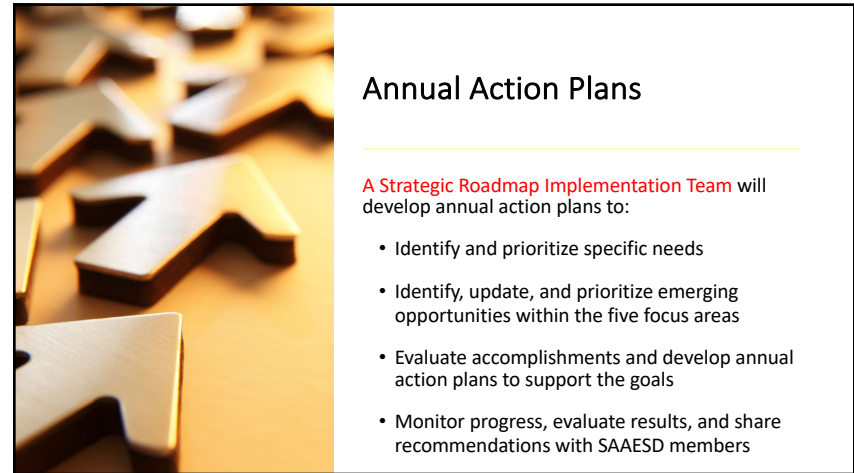 Annual Action Plans
A Strategic Roadmap Implementation Team will
develop annual action plans to:
• Identify and prioritize specific needs
• Identify, update, and prioritize emerging
opportunities within the five focus areas
• Evaluate accomplishments and develop annual
action plans to support the goals
• Monitor progress, evaluate results, and share
recommendations with SAAESD members